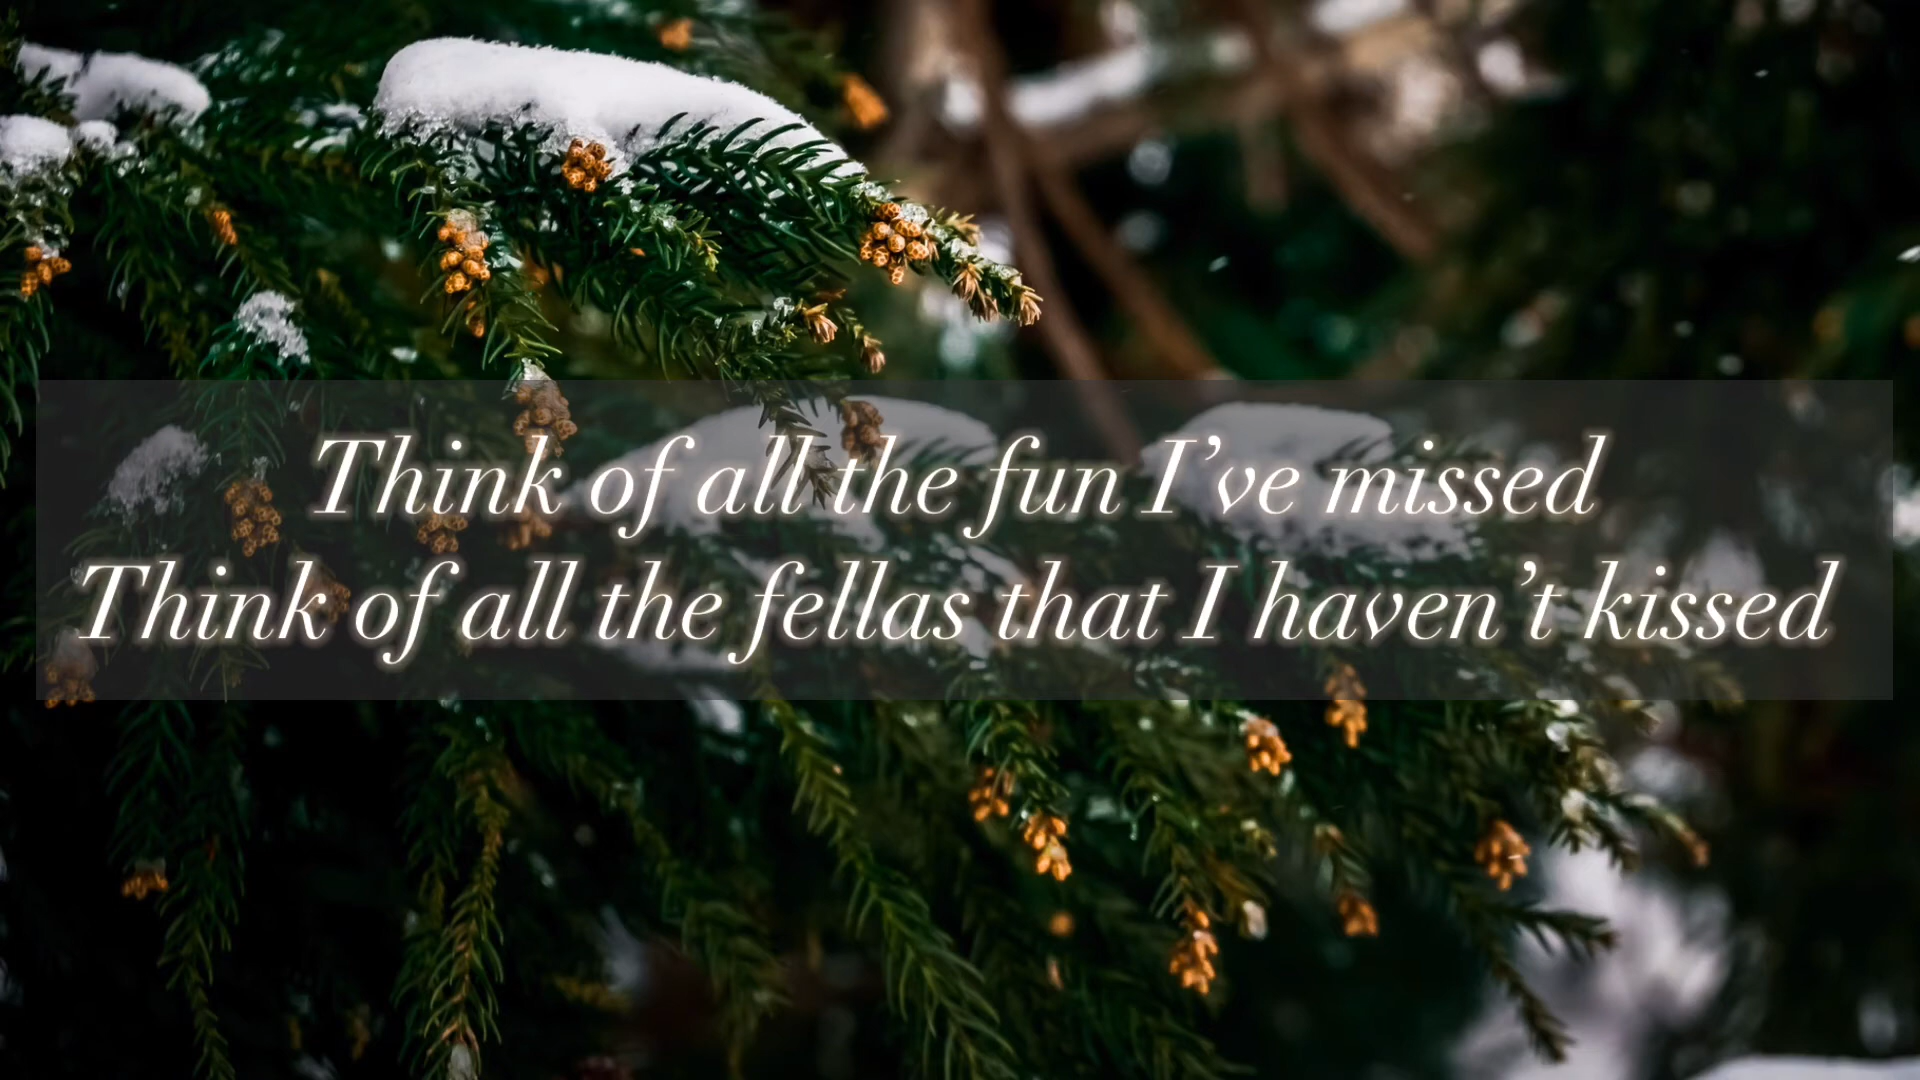 Think of all the fun I’ve missed
Think of all the fellas that I haven’t kissed